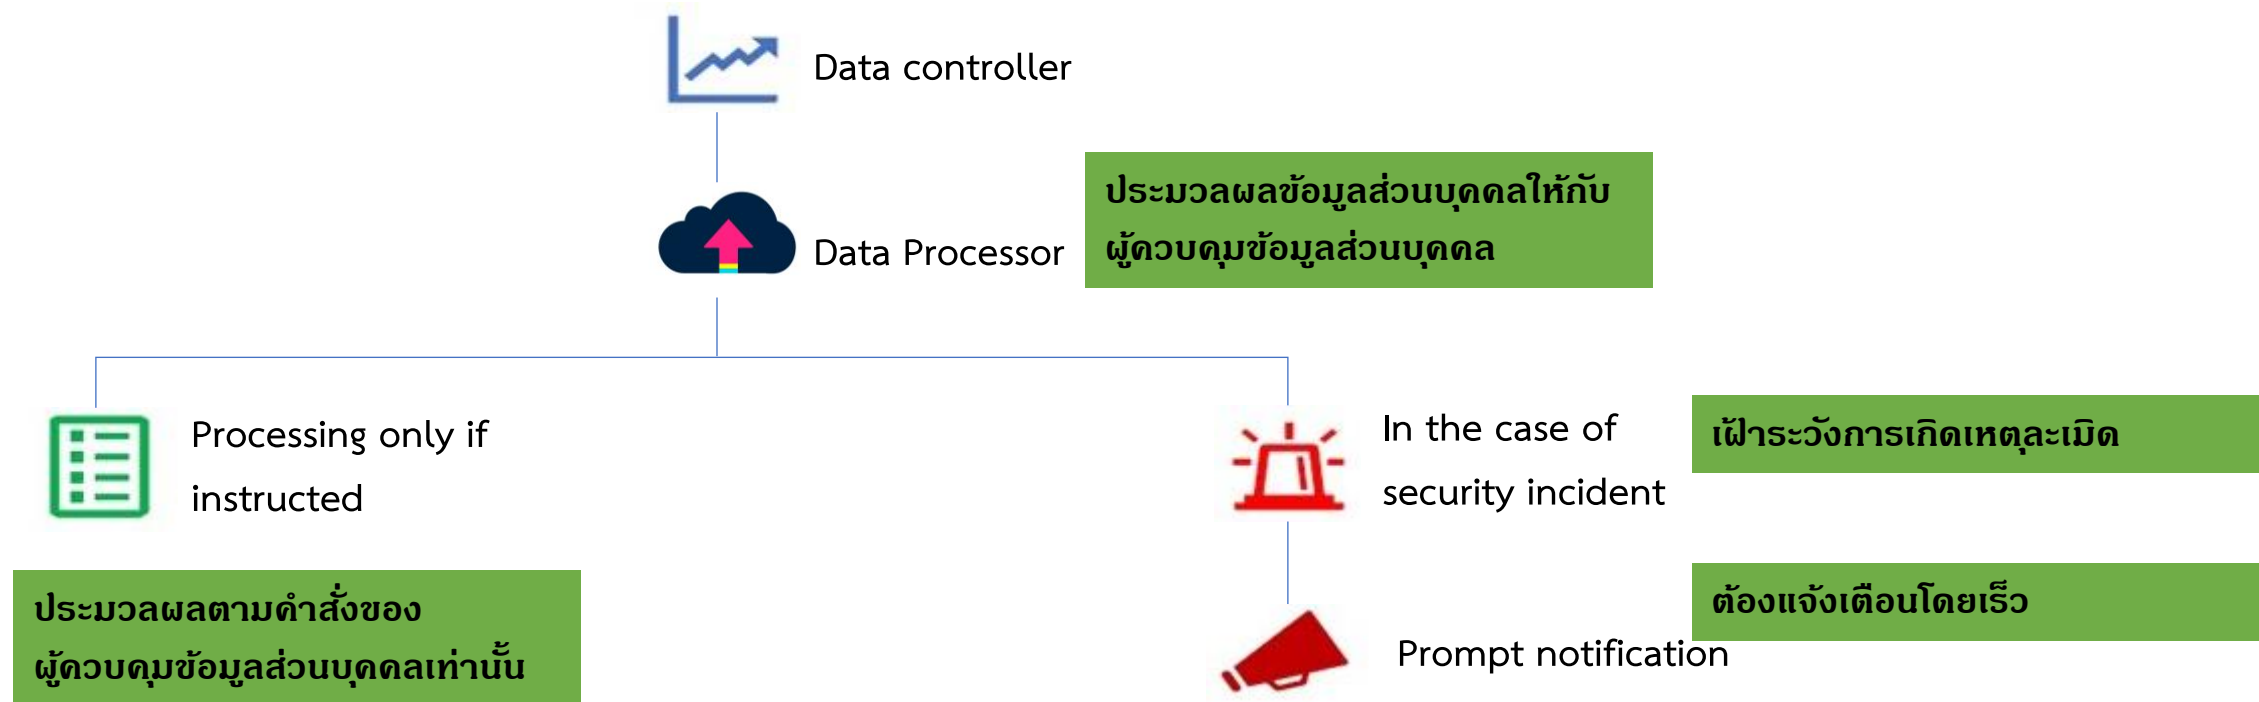 Data controller
Data Processor
ประมวลผลข้อมูลส่วนบุคคลให้กับ
ผู้ควบคุมข้อมูลส่วนบุคคล
Processing only if
instructed
ประมวลผลตามคำสั่งของ
ผู้ควบคุมข้อมูลส่วนบุคคลเท่านั้น
In the case of
security incident
เฝ้าระวังการเกิดเหตุละเมิด
Prompt notification
ต้องแจ้งเตือนโดยเร็ว